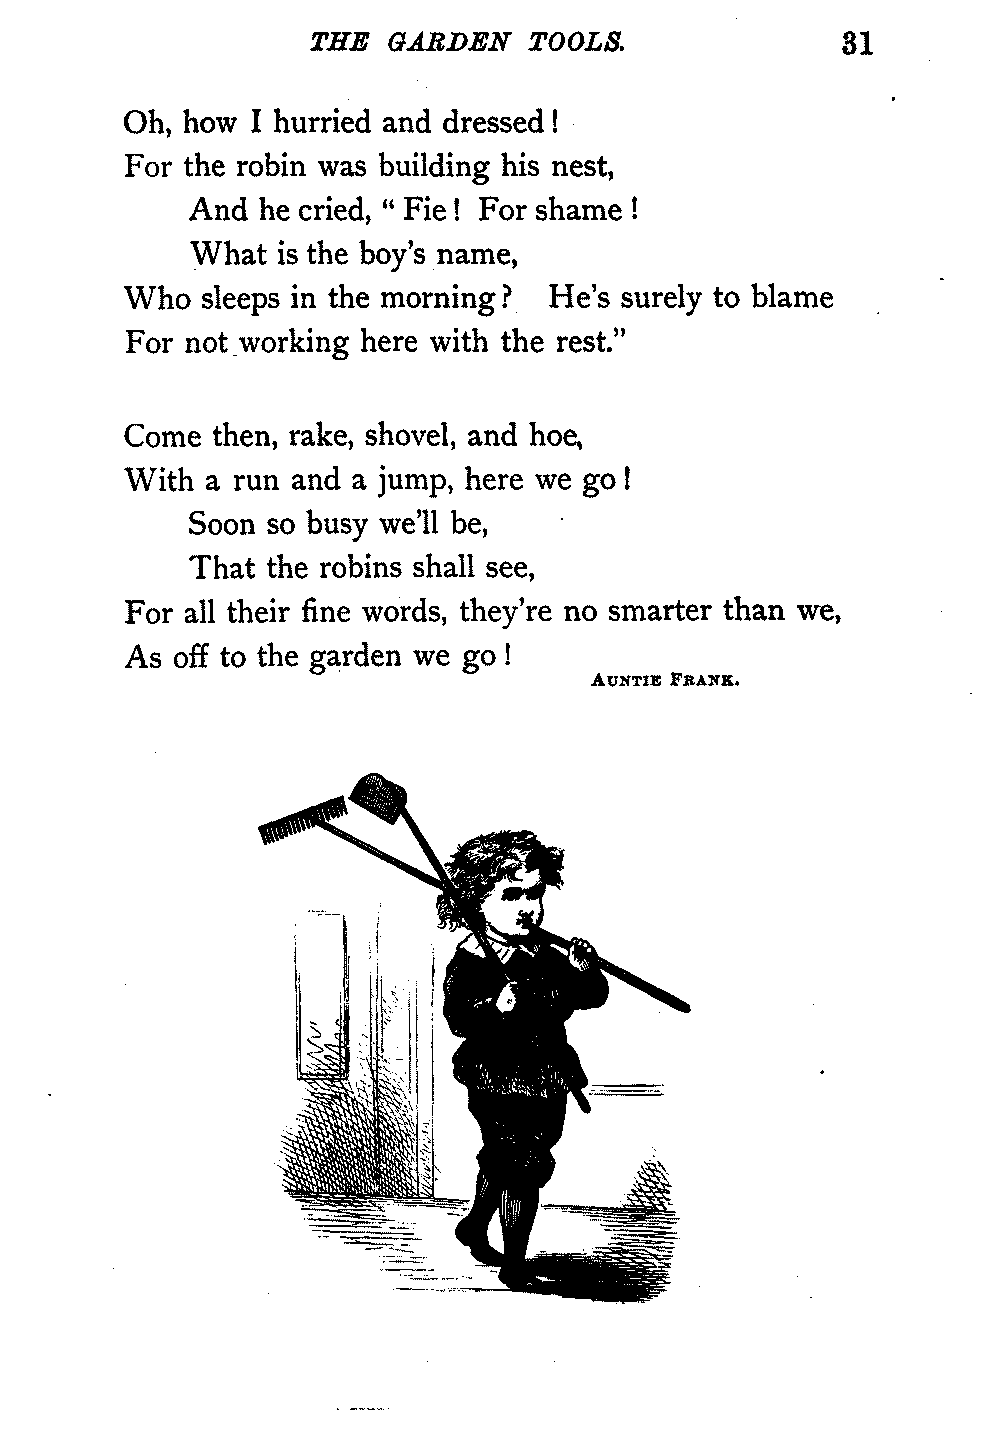 THE GARDEN TOOLS. 31
Oh, how I hurried and dressed!
For the robin was building his nest,
And he cried, “Fie! For shame!
What is the boy’s name,
Who sleeps in the morning? He’s surely to blame
For not working here with the rest.”
Come then, rake, shovel, and hoe,
With a run and a jump, here we go!
Soon so busy we’ll be,
That the robins shall see,
For all their fine words, they’re no smarter than we,
As off to the garden we go!
AUNTIE FRANK.